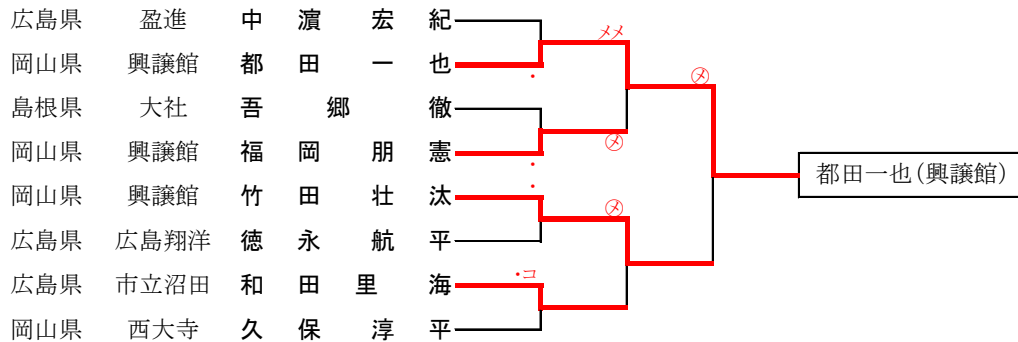 広島県 盈進 中濵宏紀
岡山県 興譲館 都田一也
島根県 大社 吾郷徹
岡山県 興譲館 福岡朋憲
岡山県 興譲館 竹田壮汰
広島県 広島翔洋 徳永航平
広島県 市立沼田 和田里海
岡山県 西大寺 久保淳平
メメ
・
㋱
・
・
㋱
・コ
㋱
都田一也(興譲館)